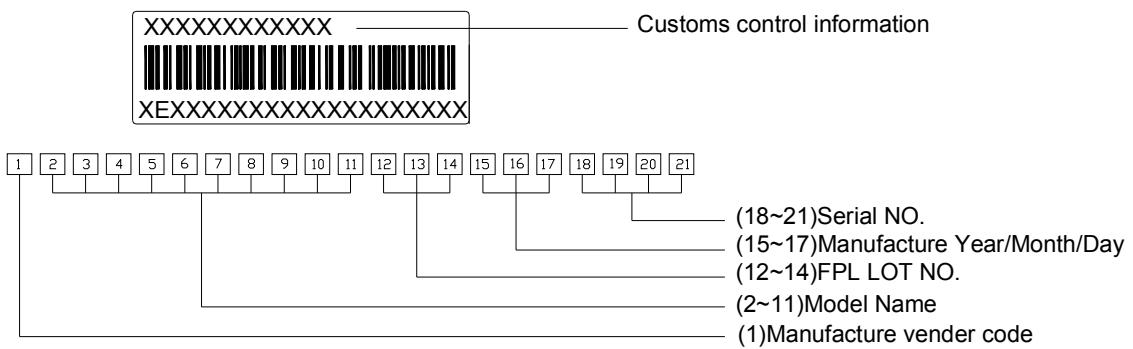 XXXXXXXXXXXX
Customs control information
XEXXXXXXXXXXXXXXXXXXX
1 2 3 4 5 6 7 8 9 10 11 12 13 14 15 16 17 18 19 20 21
(18~21)Serial NO.
(15~17)Manufacture Year/Month/Day
(12~14)FPL LOT NO.
(2~11)Model Name
(1)Manufacture vender code